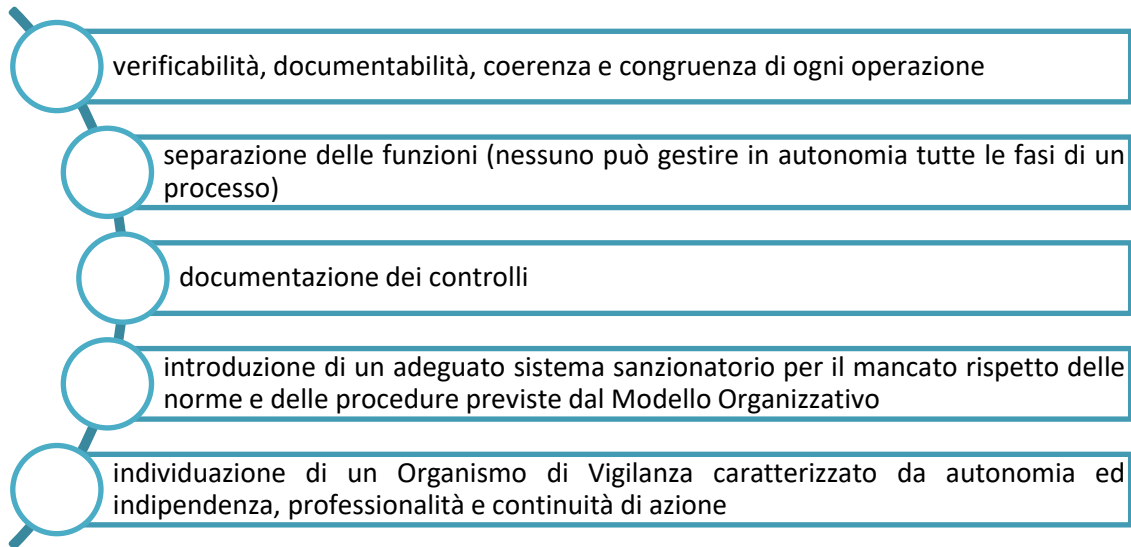 verificabilità, documentabilità, coerenza e congruenza di ogni operazione
separazione delle funzioni (nessuno può gestire in autonomia tutte le fasi di un
processo)
documentazione dei controlli
introduzione di un adeguato sistema sanzionatorio per il mancato rispetto delle
norme e delle procedure previste dal Modello Organizzativo
individuazione di un Organismo di Vigilanza caratterizzato da autonomia ed
indipendenza, professionalità e continuità di azione